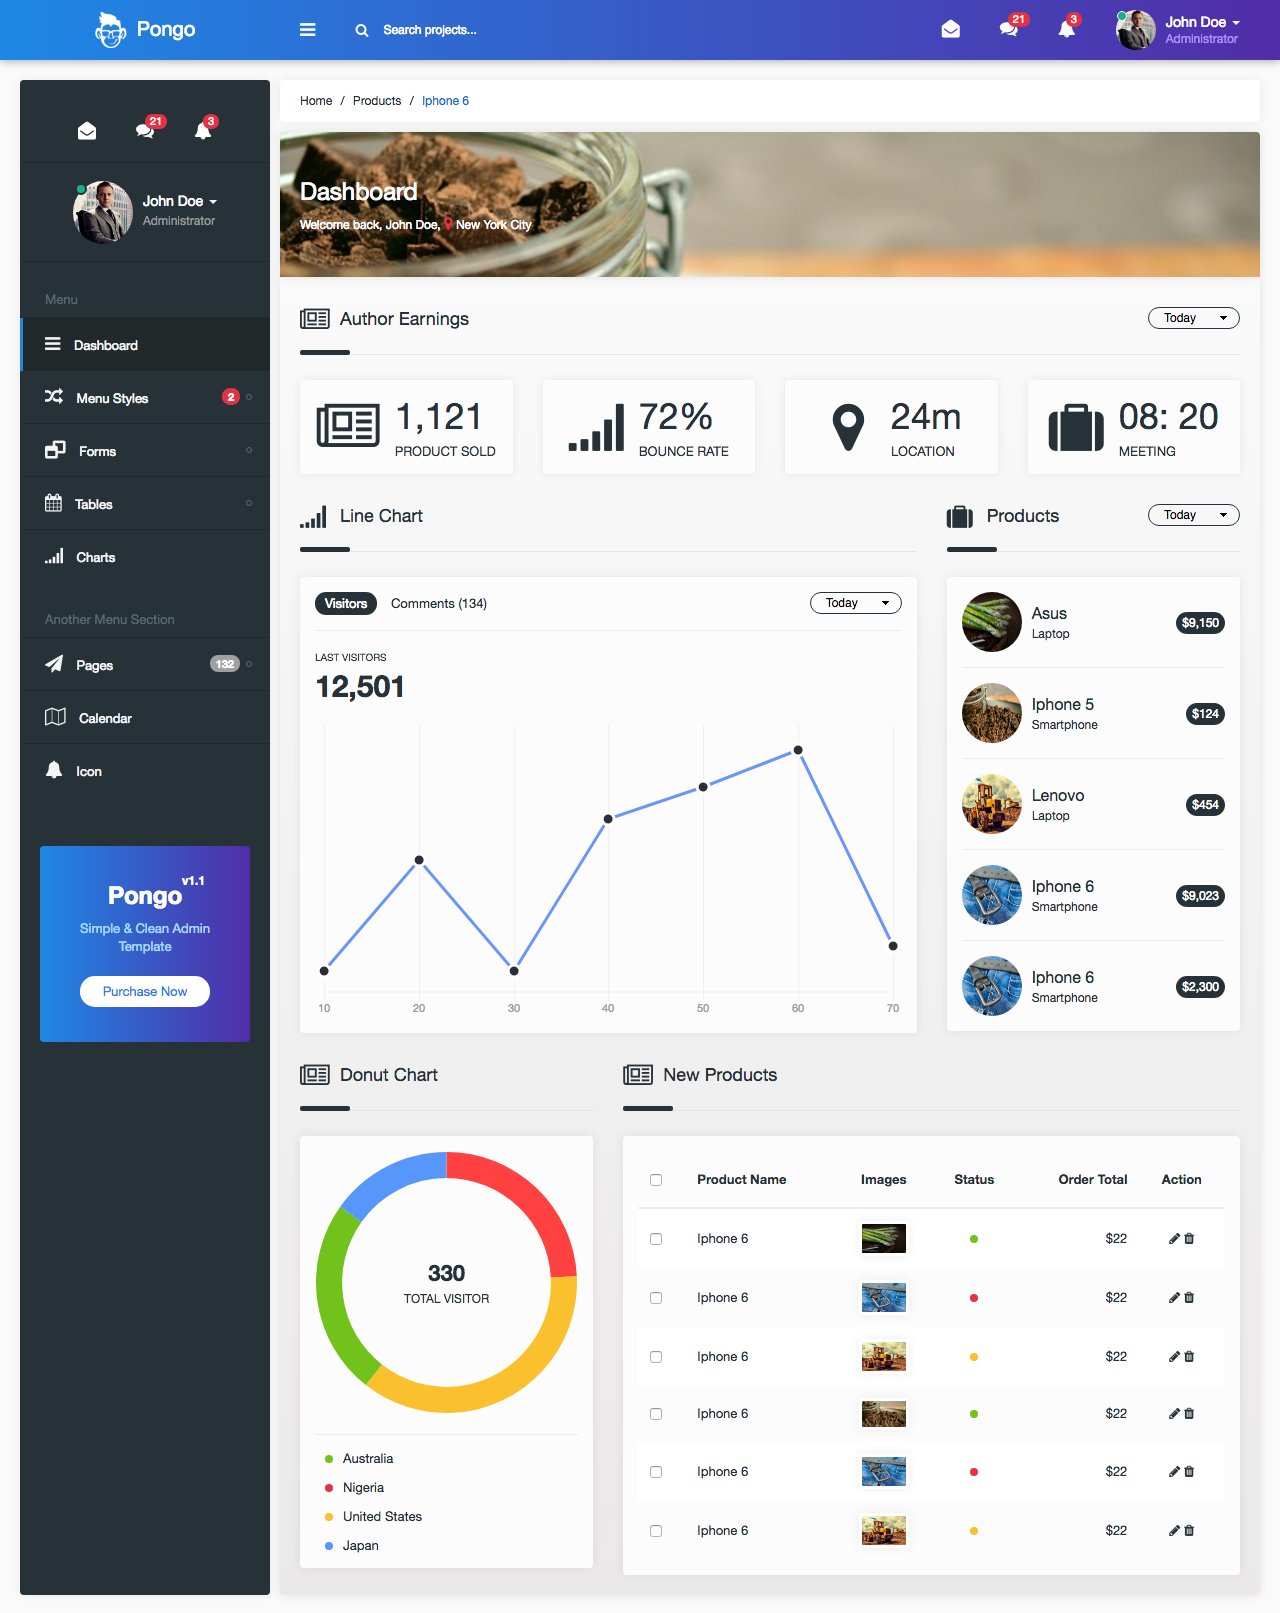 Pongo
Search projects...
21
3
John Doe
Administrator
21
3
John Doe
Administrator
Menu
Dashboard
Menu Styles 2
Forms
Tables
Charts
Another Menu Section
Pages 132
Calendar
Icon
Pongo v1.1
Simple & Clean Admin
Template
Purchase Now
Home / Products / Iphone 6
Dashboard
Welcome back, John Doe, New York City
Author Earnings
Today
1,121
PRODUCT SOLD
72%
BOUNCE RATE
24m
LOCATION
08: 20
MEETING
Line Chart
Visitors Comments (134) Today
LAST VISITORS
12,501
10 20 30 40 50 60 70
Products
Today
Asus
Laptop
$9,150
Iphone 5
Smartphone
$124
Lenovo
Laptop
$454
Iphone 6
Smartphone
$9,023
Iphone 6
Smartphone
$2,300
Donut Chart
330
TOTAL VISITOR
Australia
Nigeria
United States
Japan
New Products
Product Name Images Status Order Total Action
Iphone 6 $22
Iphone 6 $22
Iphone 6 $22
Iphone 6 $22
Iphone 6 $22
Iphone 6 $22